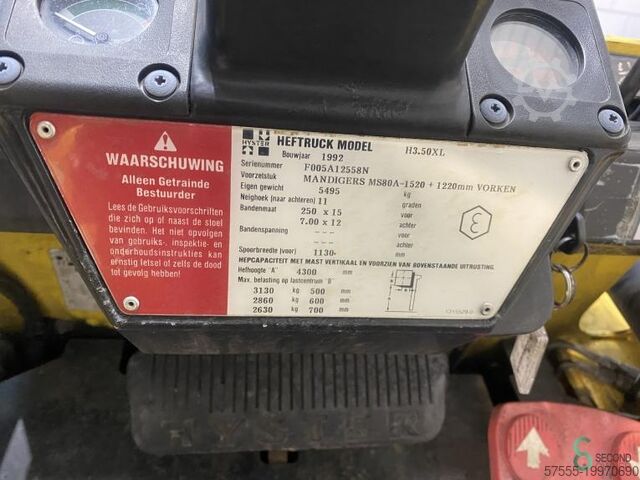 WAARSCHUWING
Alleen Getrainde
Bestuurder
Lees de Gebruiksvoorschriften
die zich op of naast de stoel
bevinden. Het niet opvolgen
van gebruiks-, inspektie- en
onderhoudsinstrukties kan
ernstig letsel of zelfs de dood
tot gevolg hebben!
HYSTER
HEFTRUCK MODEL H3.50XL
Bouwjaar 1992
Serienummer F005A12558N
Voorzetstuk MANDIGERS MS80A-1520 + 1220mm VORKEN
Eigen gewicht 5495 kg
Neighoek (naar achteren) 11 graden
Bandenmaat 250 x 15 voor
7.00 x 12 achter
Bandenspanning --- voor
--- achter
Spoorbreedte (voor) 1130- mm
HEFCAPACITEIT MET MAST VERTIKAAL EN VOORZIEN VAN BOVENSTAANDE UITRUSTING
Hefhoogte "A" 4300 mm
Max. belasting op lastcentrum "B"
3130 kg 500 mm
2860 kg 600 mm
2630 kg 700 mm
HYSTER
SECOND
57555-19970690